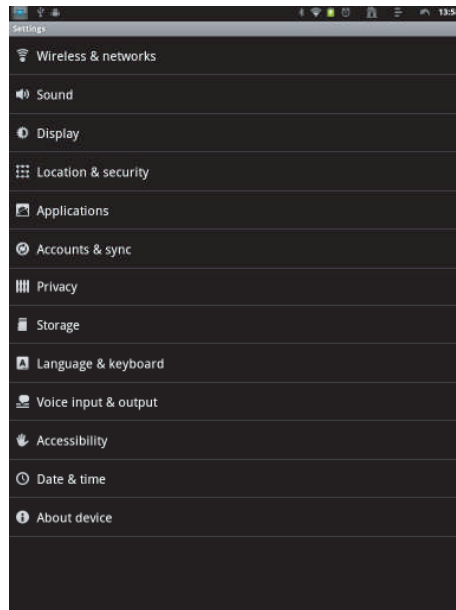 Settings
Wireless & networks
Sound
Display
Location & security
Applications
Accounts & sync
Privacy
Storage
Language & keyboard
Voice input & output
Accessibility
Date & time
About device